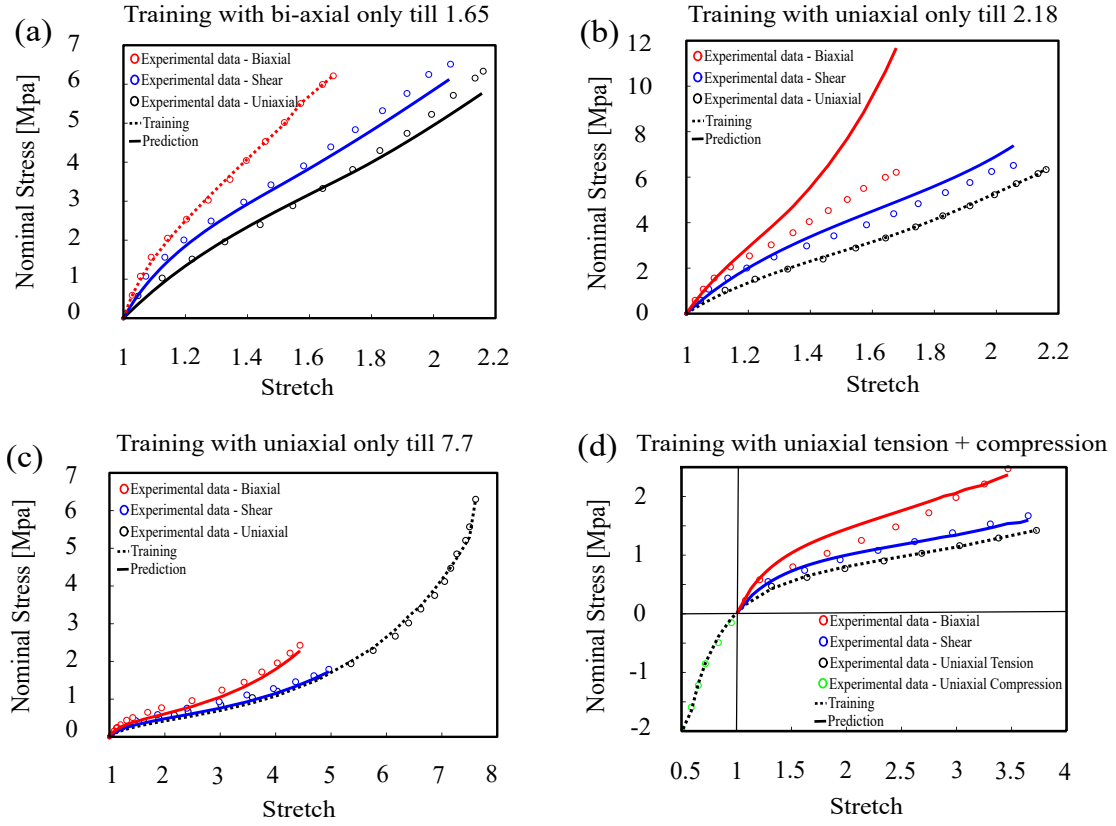 (a)
Training with bi-axial only till 1.65
7
6
5
4
3
2
1
0
Nominal Stress [Mpa]
Experimental data - Biaxial
Experimental data - Shear
Experimental data - Uniaxial
Training
Prediction
1
1.2
1.4
1.6
1.8
2
2.2
Stretch
(b)
Training with uniaxial only till 2.18
12
10
8
6
4
2
0
Nominal Stress [Mpa]
Experimental data - Biaxial
Experimental data - Shear
Experimental data - Uniaxial
Training
Prediction
1
1.2
1.4
1.6
1.8
2
2.2
Stretch
(c)
Training with uniaxial only till 7.7
7
6
5
4
3
2
1
0
Nominal Stress [Mpa]
Experimental data - Biaxial
Experimental data - Shear
Experimental data - Uniaxial
Training
Prediction
1
2
3
4
5
6
7
8
Stretch
(d)
Training with uniaxial tension + compression
2
1
0
-1
-2
Nominal Stress [Mpa]
Experimental data - Biaxial
Experimental data - Shear
Experimental data - Uniaxial Tension
Experimental data - Uniaxial Compression
Training
Prediction
0.5
1
1.5
2
2.5
3
3.5
4
Stretch